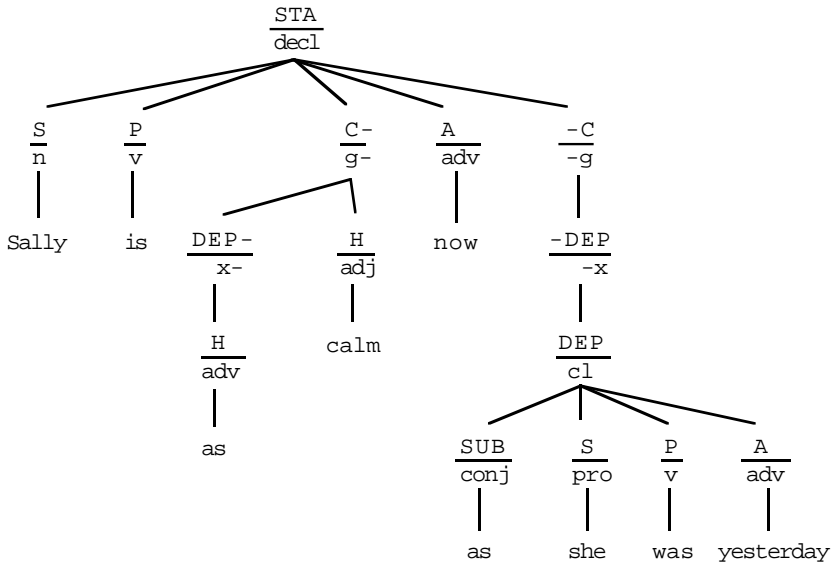 STA
decl
S P C- A -C
n v g- adv -g
Sally is DEP- H now -DEP
x- adj -x
H calm DEP
adv cl
as SUB S P A
conj pro v adv
as she was yesterday